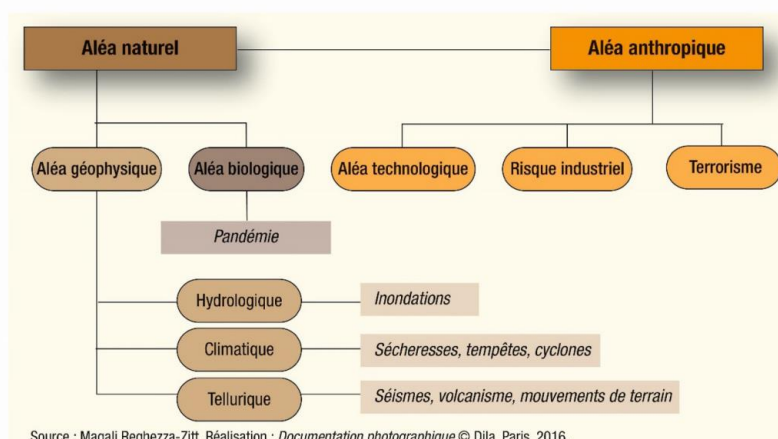 Aléa naturel
Aléa anthropique
Aléa géophysique
Aléa biologique
Aléa technologique
Risque industriel
Terrorisme
Pandémie
Hydrologique
Inondations
Climatique
Sécheresses, tempêtes, cyclones
Tellurique
Séismes, volcanisme, mouvements de terrain
Source : Magali Reghezza-Zitt. Réalisation : Documentation photographique © Dila, Paris, 2016